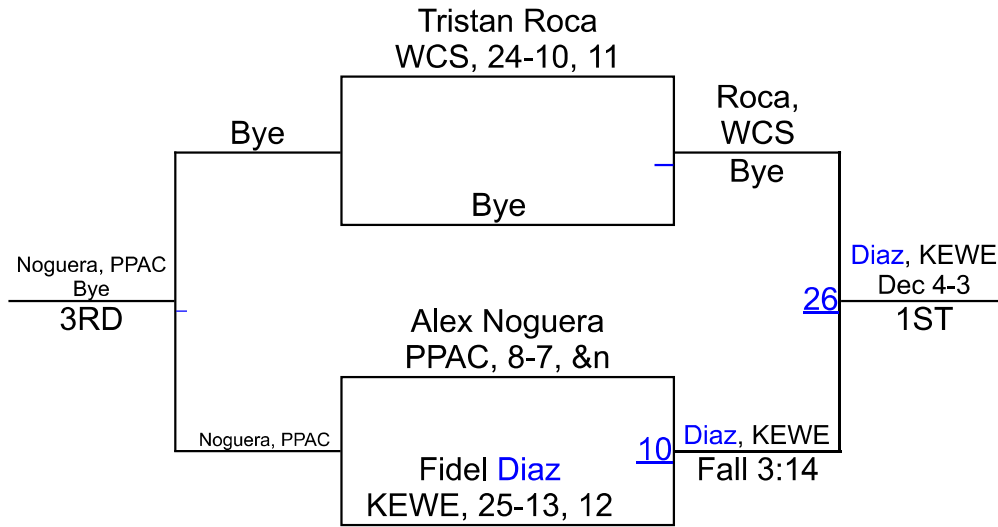 Tristan Roca
WCS, 24-10, 11
Bye
Bye
Roca,
WCS
Bye
Noguera, PPAC
Bye
3RD
Diaz, KEWE
Dec 4-3
1ST
26
Alex Noguera
PPAC, 8-7, &n
Noguera, PPAC
Fidel Diaz
KEWE, 25-13, 12
10
Diaz, KEWE
Fall 3:14